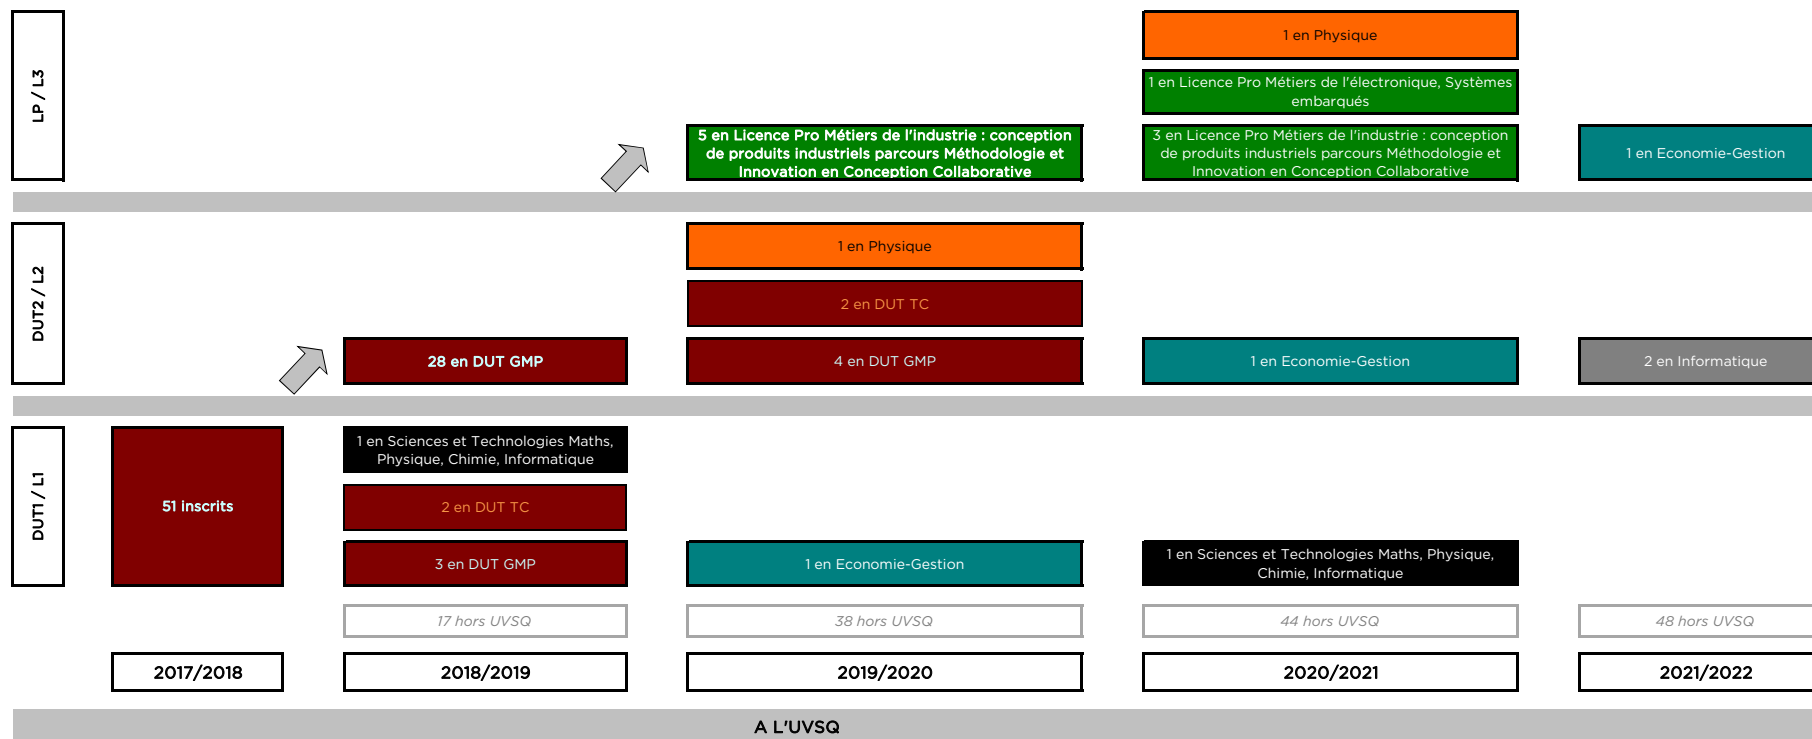 LP / L3
1 en Physique
1 en Licence Pro Métiers de l'électronique, Systèmes
embarqués
5 en Licence Pro Métiers de l'industrie : conception
de produits industriels parcours Méthodologie et
Innovation en Conception Collaborative
3 en Licence Pro Métiers de l'industrie : conception
de produits industriels parcours Méthodologie et
Innovation en Conception Collaborative
1 en Economie-Gestion
DUT2 / L2
1 en Physique
2 en DUT TC
28 en DUT GMP
4 en DUT GMP
1 en Economie-Gestion
2 en Informatique
DUT1 / L1
51 inscrits
1 en Sciences et Technologies Maths,
Physique, Chimie, Informatique
2 en DUT TC
3 en DUT GMP
1 en Economie-Gestion
1 en Sciences et Technologies Maths, Physique,
Chimie, Informatique
17 hors UVSQ
38 hors UVSQ
44 hors UVSQ
48 hors UVSQ
2017/2018
2018/2019
2019/2020
2020/2021
2021/2022
A L'UVSQ